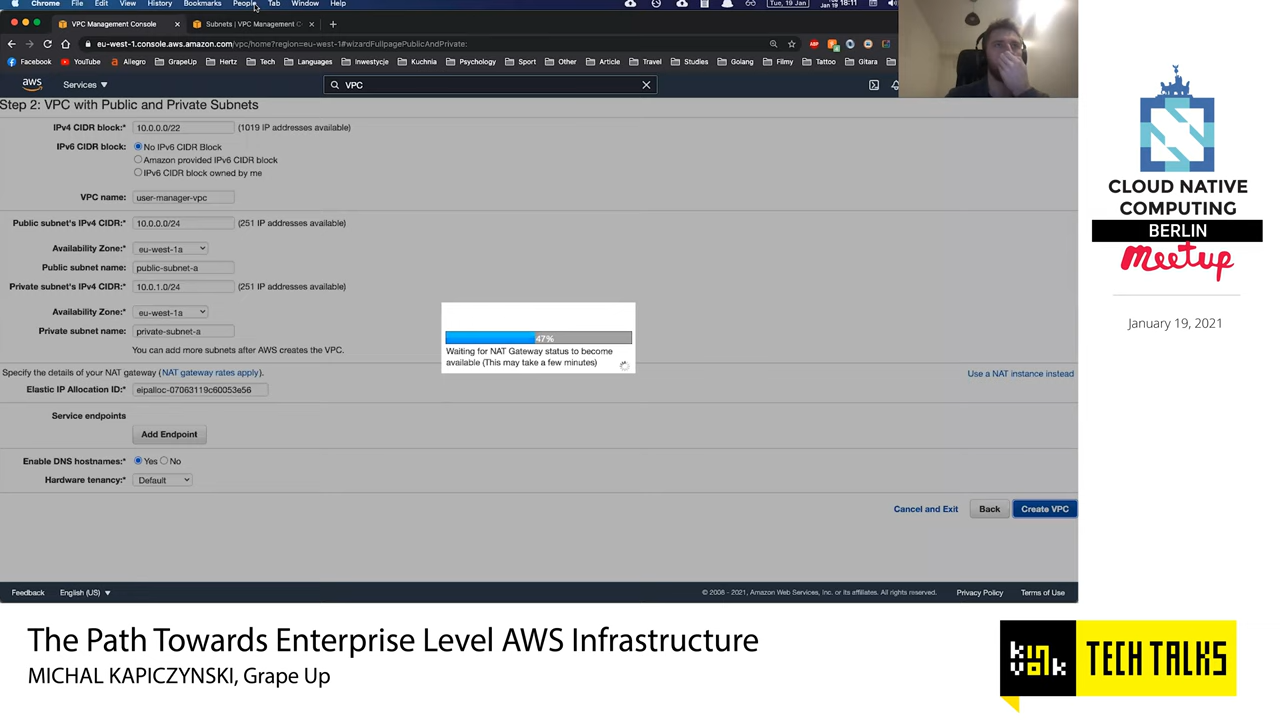 Chrome File Edit View History Bookmarks People Tab Window Help Tue, 19 Jan 18:11
Jan 19
VPC Management Console
Subnets | VPC Management C
eu-west-1.console.aws.amazon.com/vpc/home?region=eu-west-1#wizardFullpagePublicAndPrivate:
Facebook YouTube Allegro GrapeUp Hertz Tech Languages Inwestycje Kuchnia Psychology Sport Other Article Travel Studies Golang Filmy Tattoo Gitara
aws Services VPC
Step 2: VPC with Public and Private Subnets
IPv4 CIDR block:* 10.0.0.0/22 (1019 IP addresses available)
IPv6 CIDR block: No IPv6 CIDR Block
Amazon provided IPv6 CIDR block
IPv6 CIDR block owned by me
VPC name: user-manager-vpc
Public subnet's IPv4 CIDR:* 10.0.0.0/24 (251 IP addresses available)
Availability Zone:* eu-west-1a
Public subnet name: public-subnet-a
Private subnet's IPv4 CIDR:* 10.0.1.0/24 (251 IP addresses available)
Availability Zone:* eu-west-1a
Private subnet name: private-subnet-a
You can add more subnets after AWS creates the VPC.
Specify the details of your NAT gateway (NAT gateway rates apply). Use a NAT instance instead
Elastic IP Allocation ID:* eipalloc-07063119c60053e56
Service endpoints
Add Endpoint
Enable DNS hostnames:* Yes No
Hardware tenancy:* Default
Cancel and Exit Back Create VPC
47%
Waiting for NAT Gateway status to become
available (This may take a few minutes)
Feedback English (US) © 2008 - 2021, Amazon Web Services, Inc. or its affiliates. All rights reserved. Privacy Policy Terms of Use
CLOUD NATIVE
COMPUTING
BERLIN
meetup
January 19, 2021
The Path Towards Enterprise Level AWS Infrastructure
MICHAL KAPICZYNSKI, Grape Up
kinvolk
TECH TALKS